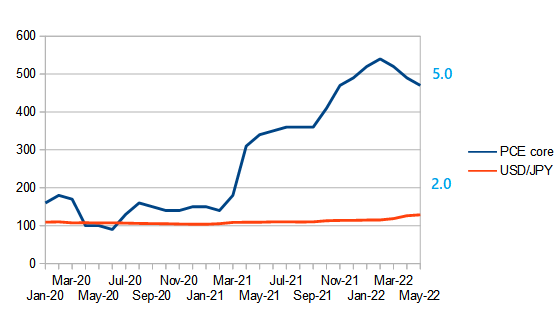 600
500
5.0
400
300
PCE core
USD/JPY
2.0
200
100
0
Mar-20 Jul-20 Nov-20 Mar-21 Jul-21 Nov-21 Mar-22
Jan-20 May-20 Sep-20 Jan-21 May-21 Sep-21 Jan-22 May-22